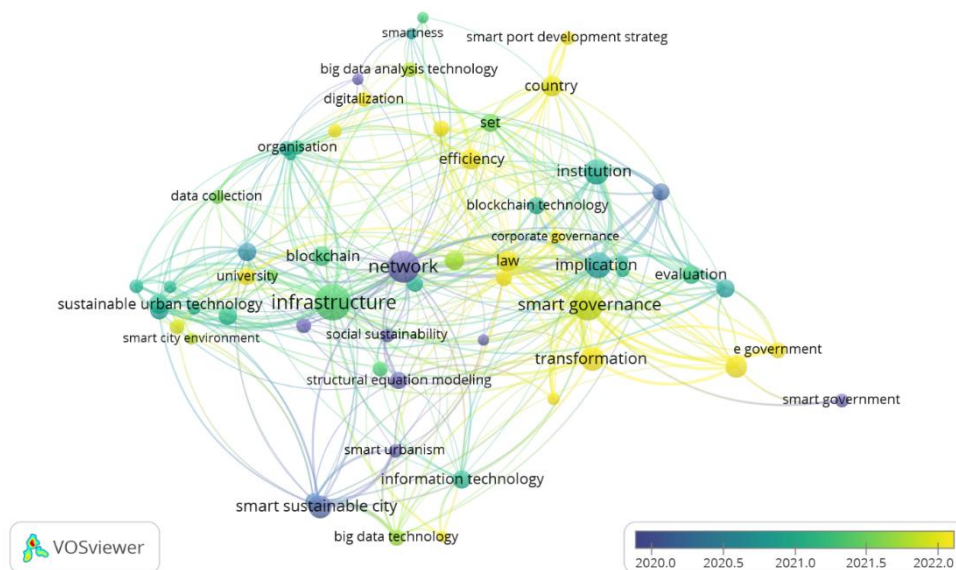 smartness
smart port development strateg
big data analysis technology
country
digitalization
set
organisation
efficiency
institution
data collection
blockchain technology
corporate governance
blockchain
network
law
implication
evaluation
university
sustainable urban technology
infrastructure
smart governance
smart city environment
social sustainability
e government
transformation
structural equation modeling
smart government
smart urbanism
information technology
smart sustainable city
big data technology
VOSviewer
2020.0 2020.5 2021.0 2021.5 2022.0